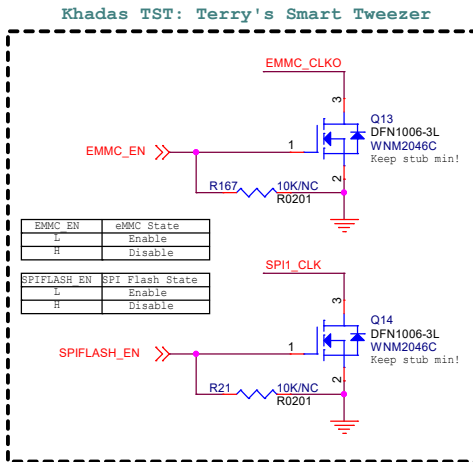 Khadas TST: Terry's Smart Tweezer
EMMC_CLKO
3
Q13
DFN1006-3L
WNM2046C
Keep stub min!
EMMC_EN
1
2
R167
10K/NC
R0201
EMMC_EN eMMC State
L Enable
H Disable
SPI1_CLK
SPIFLASH_EN SPI Flash State
L Enable
H Disable
3
Q14
DFN1006-3L
WNM2046C
Keep stub min!
SPIFLASH_EN
1
2
R21
10K/NC
R0201